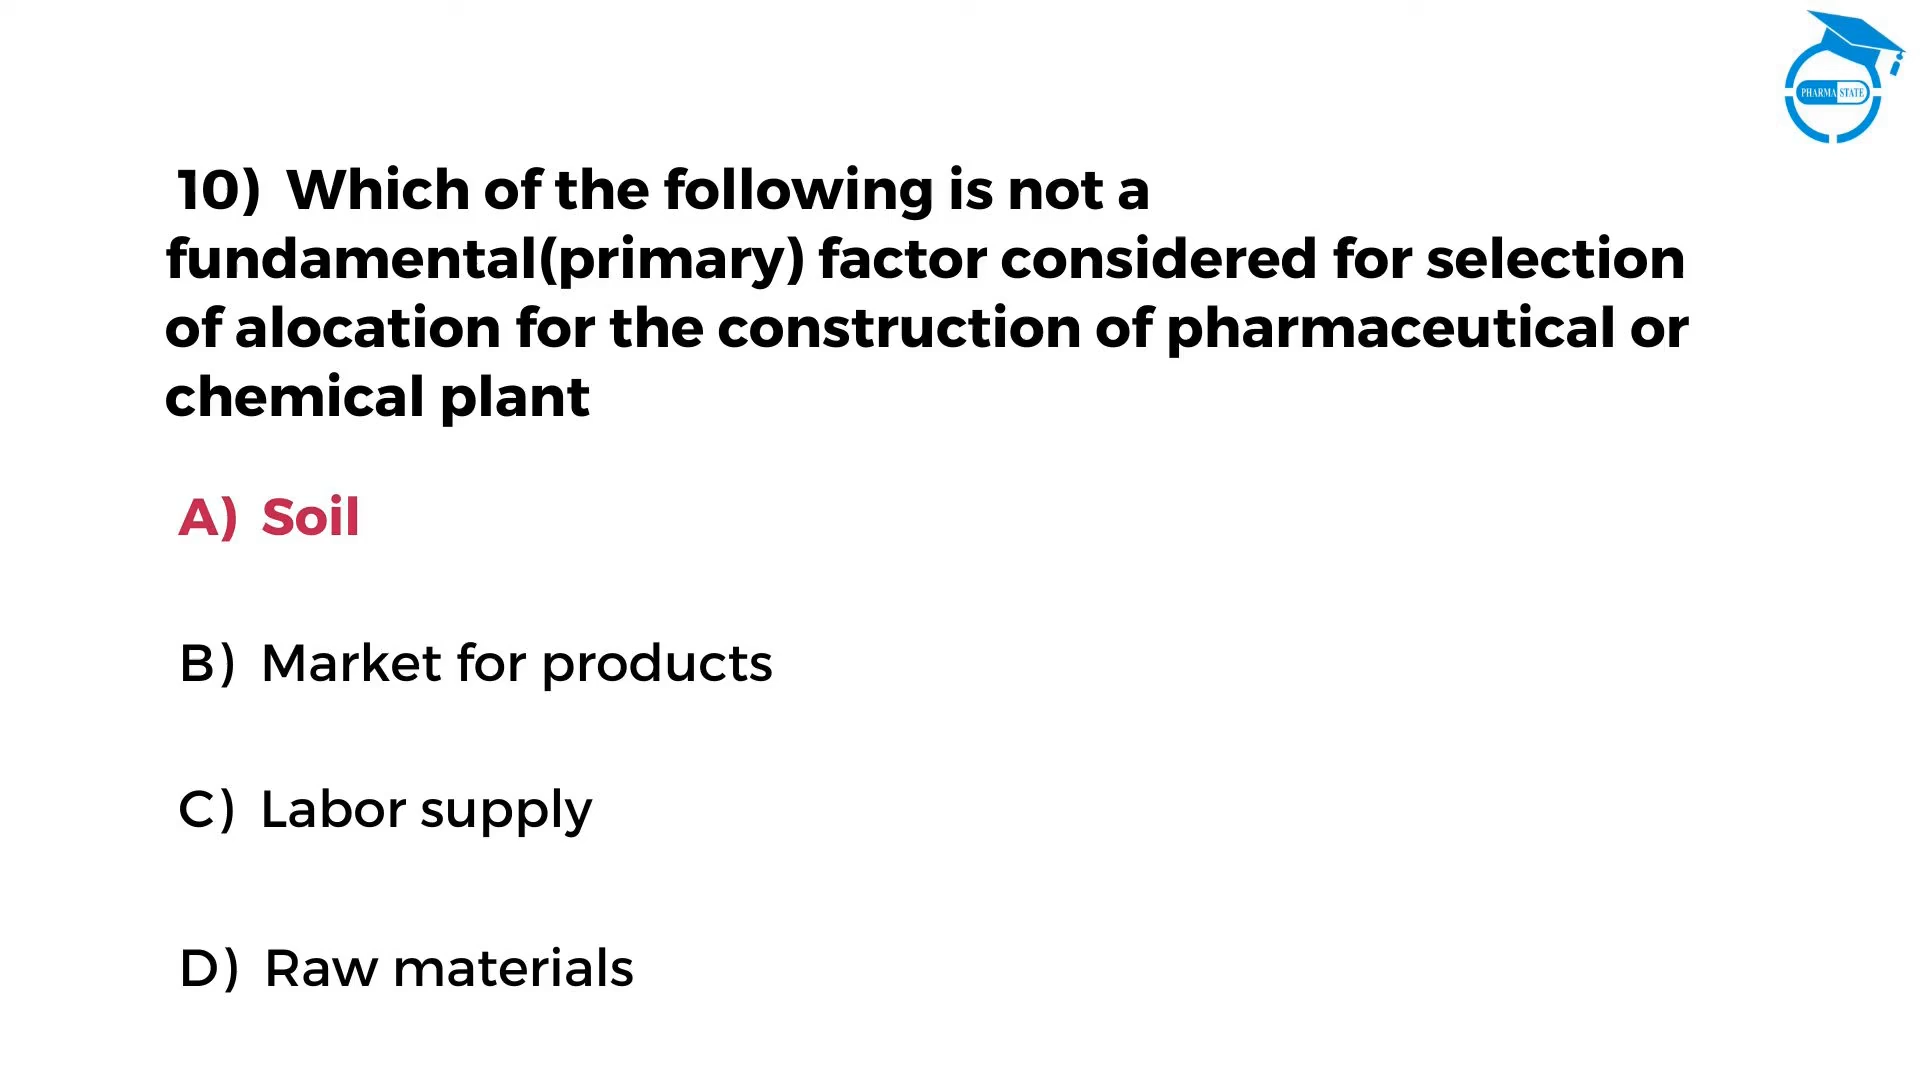 PHARMA STATE
10) Which of the following is not a
fundamental(primary) factor considered for selection
of alocation for the construction of pharmaceutical or
chemical plant
A) Soil
B) Market for products
C) Labor supply
D) Raw materials